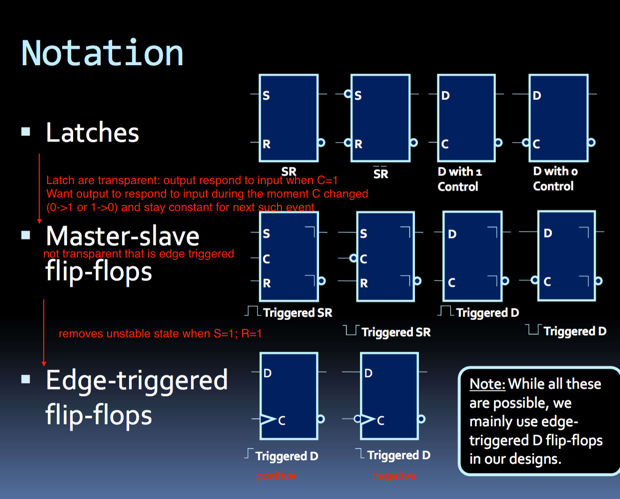 Notation
▪ Latches
S
R
SR
S
R
S̅R̅
D
C
D with 1
Control
D
C
D with 0
Control
Latch are transparent: output respond to input when C=1
Want output to respond to input during the moment C changed
(0->1 or 1->0) and stay constant for next such event
▪ Master-slave
flip-flops
not transparent that is edge triggered
S
C
R
Triggered SR
S
C
R
Triggered SR
D
C
Triggered D
D
C
Triggered D
removes unstable state when S=1; R=1
▪ Edge-triggered
flip-flops
D
C
Triggered D
positive
D
C
Triggered D
negative
Note: While all these
are possible, we
mainly use edge-
triggered D flip-flops
in our designs.